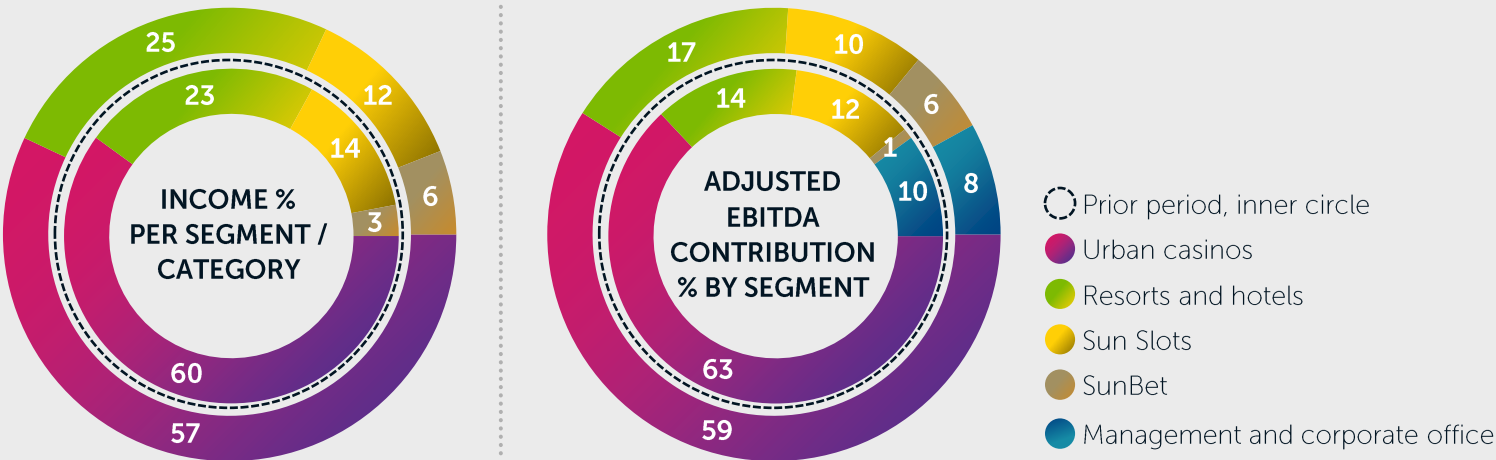 25
12
6
23
14
3
INCOME %
PER SEGMENT /
CATEGORY
60
57
17
10
6
8
14
12
1
10
ADJUSTED
EBITDA
CONTRIBUTION
% BY SEGMENT
63
59
Prior period, inner circle
Urban casinos
Resorts and hotels
Sun Slots
SunBet
Management and corporate office